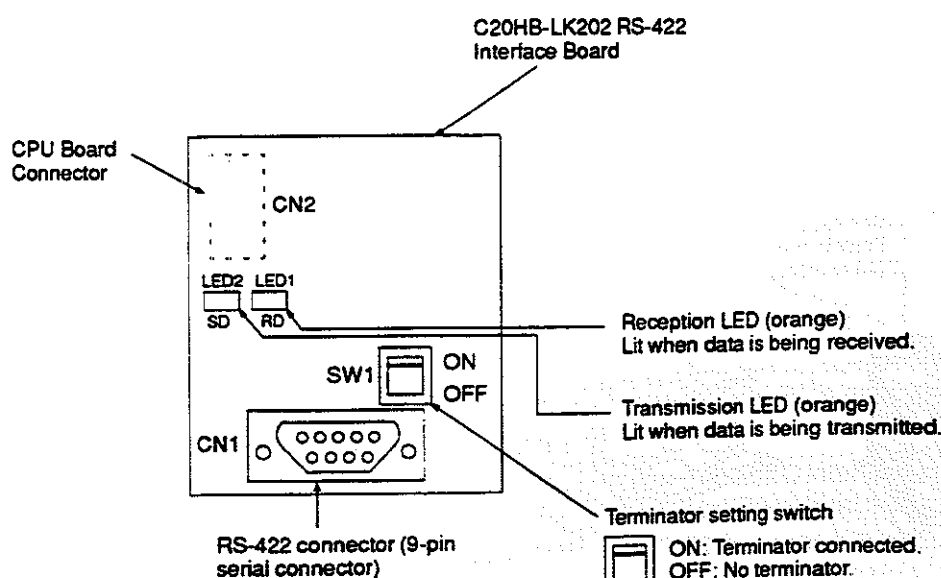 C20HB-LK202 RS-422
Interface Board
CPU Board
Connector
CN2
LED2 LED1
SD RD
Reception LED (orange)
Lit when data is being received.
SW1
ON
OFF
Transmission LED (orange)
Lit when data is being transmitted.
CN1
Terminator setting switch
RS-422 connector (9-pin
serial connector)
ON: Terminator connected.
OFF: No terminator.